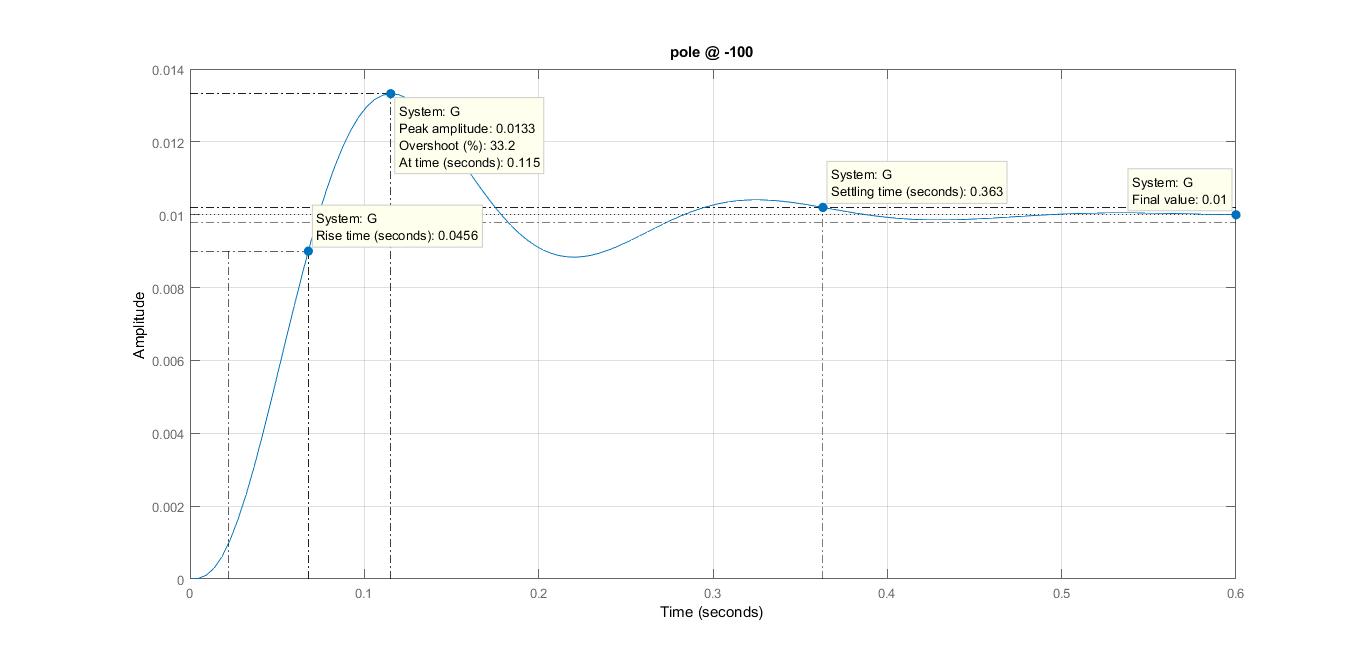 pole @ -100
0.014
0.012
0.01
0.008
0.006
0.004
0.002
0
Amplitude
System: G
Peak amplitude: 0.0133
Overshoot (%): 33.2
At time (seconds): 0.115
System: G
Rise time (seconds): 0.0456
System: G
Settling time (seconds): 0.363
System: G
Final value: 0.01
0 0.1 0.2 0.3 0.4 0.5 0.6
Time (seconds)